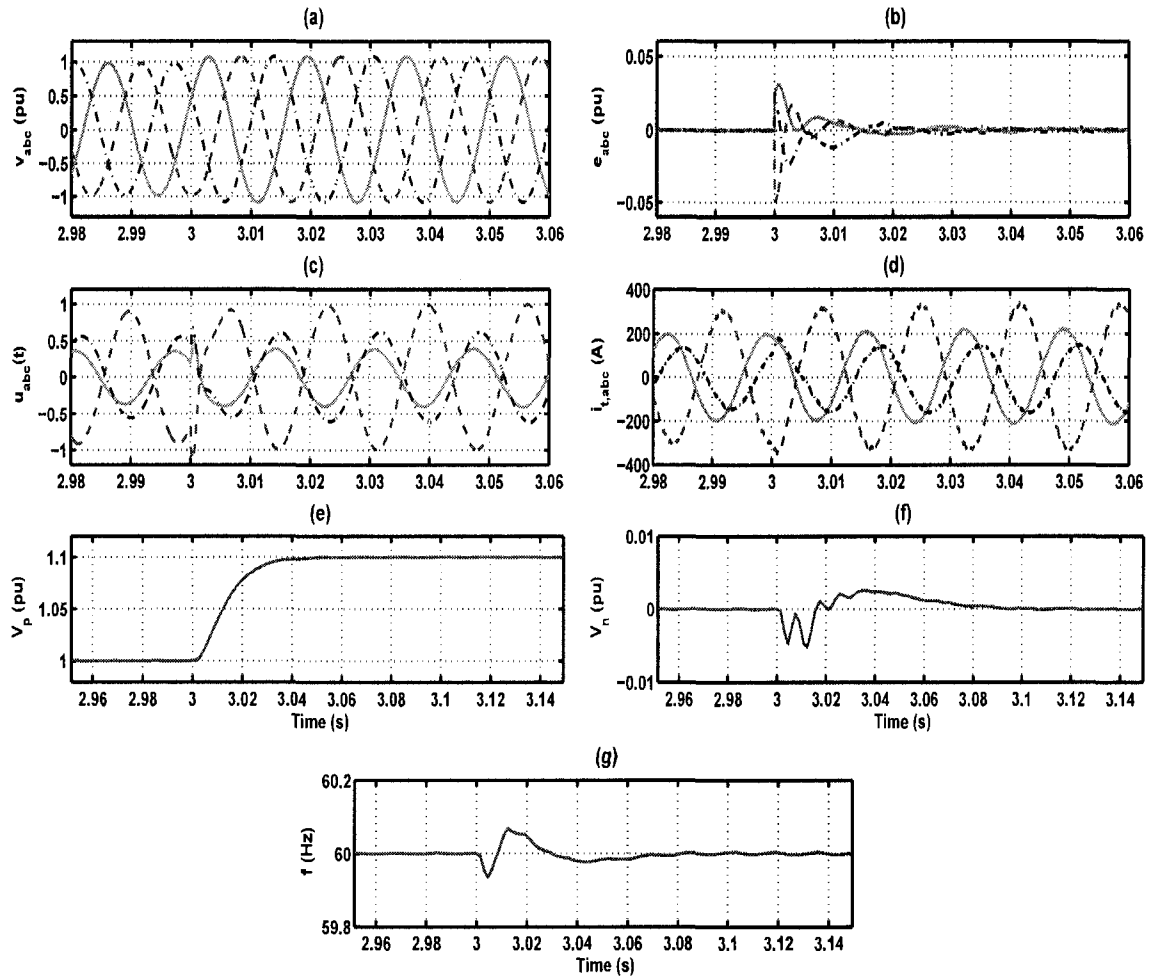 (a)
v_abc (pu)
1
0.5
0
−0.5
−1
2.98 2.99 3 3.01 3.02 3.03 3.04 3.05 3.06
(b)
e_abc (pu)
0.05
0
−0.05
2.98 2.99 3 3.01 3.02 3.03 3.04 3.05 3.06
(c)
u_abc(t)
1
0.5
0
−0.5
−1
2.98 2.99 3 3.01 3.02 3.03 3.04 3.05 3.06
(d)
i_t,abc (A)
400
200
0
−200
−400
2.98 2.99 3 3.01 3.02 3.03 3.04 3.05 3.06
(e)
V_p (pu)
1.1
1.05
1
2.96 2.98 3 3.02 3.04 3.06 3.08 3.1 3.12 3.14
Time (s)
(f)
V_n (pu)
0.01
0
−0.01
2.96 2.98 3 3.02 3.04 3.06 3.08 3.1 3.12 3.14
Time (s)
(g)
f (Hz)
60.2
60
59.8
2.96 2.98 3 3.02 3.04 3.06 3.08 3.1 3.12 3.14
Time (s)